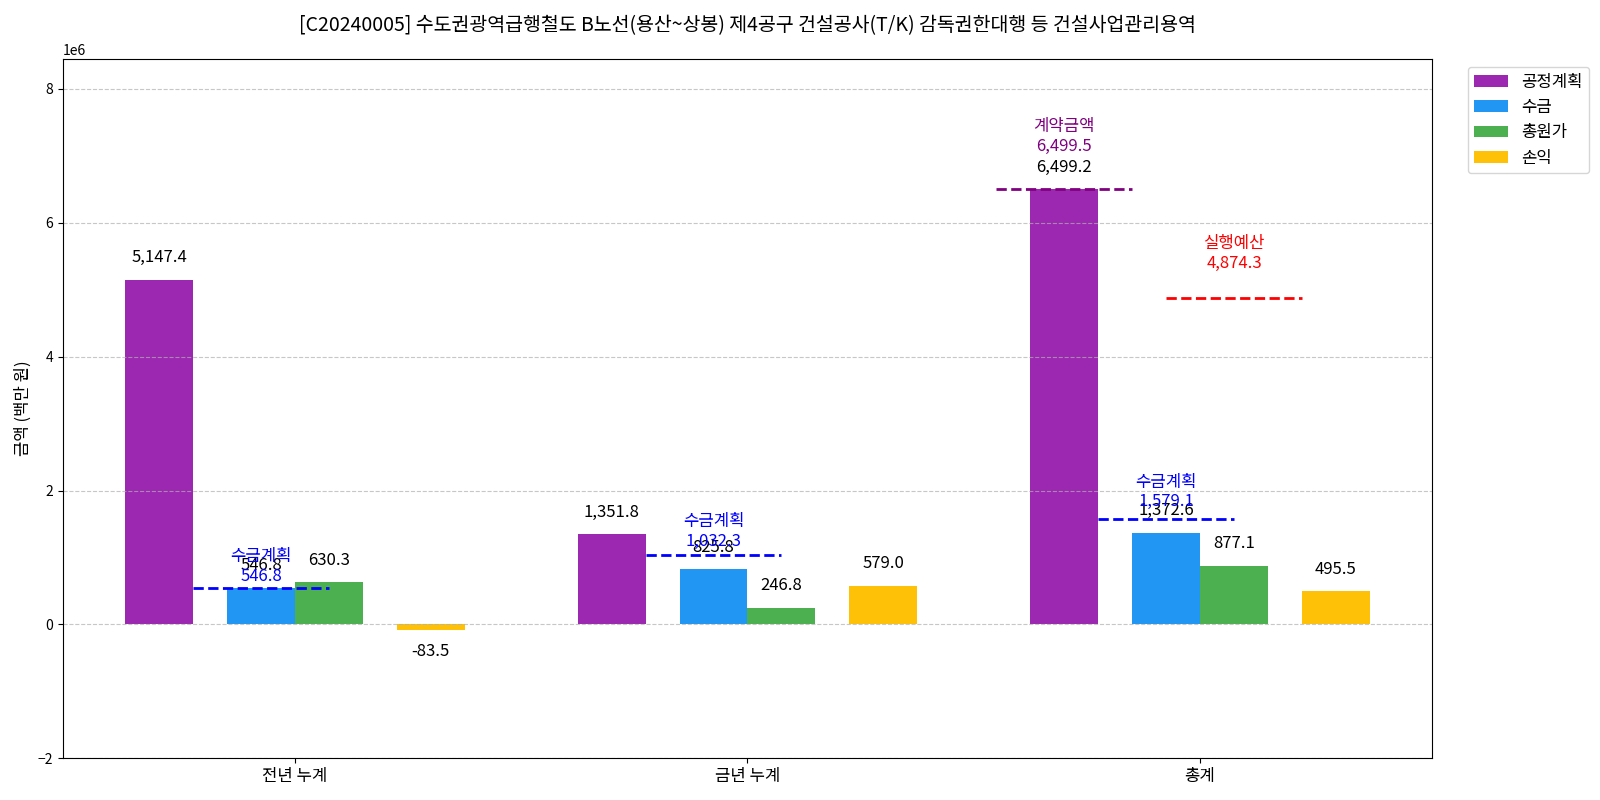 [C20240005] 수도권광역급행철도 B노선(용산~상봉) 제4공구 건설공사(T/K) 감독권한대행 등 건설사업관리용역
1e6
금액 (백만 원)
8
6
4
2
0
−2
5,147.4
수금계획
546.8
546.8
630.3
-83.5
1,351.8
수금계획
1,032.3
825.8
246.8
579.0
계약금액
6,499.5
6,499.2
실행예산
4,874.3
수금계획
1,579.1
1,372.6
877.1
495.5
전년 누계
금년 누계
총계
공정계획
수금
총원가
손익